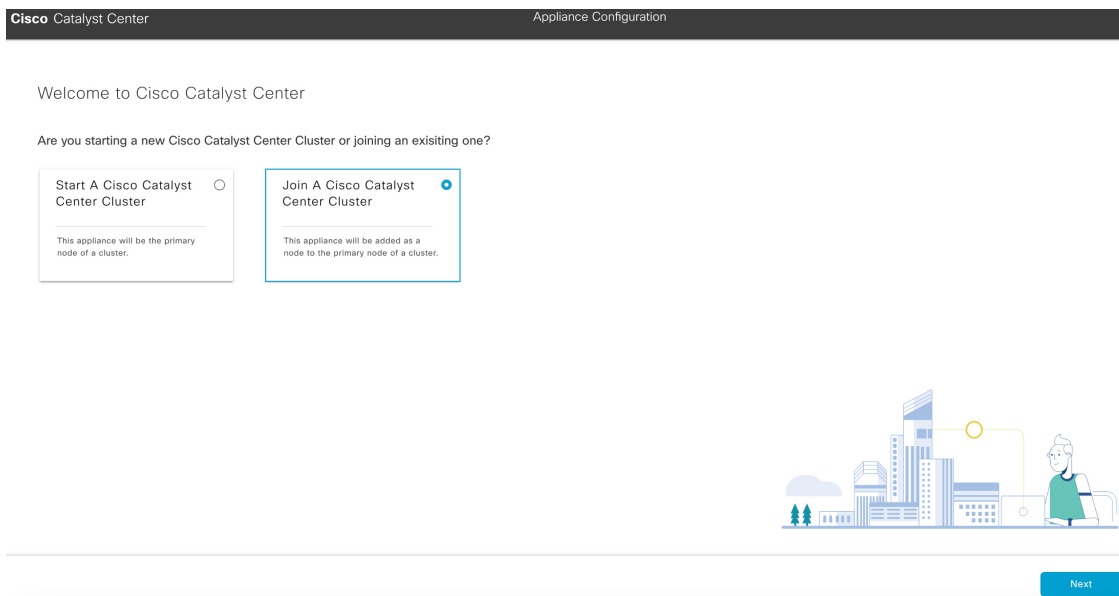 Cisco Catalyst Center
Appliance Configuration
Welcome to Cisco Catalyst Center
Are you starting a new Cisco Catalyst Center Cluster or joining an exisiting one?
Start A Cisco Catalyst
Center Cluster
This appliance will be the primary
node of a cluster.
Join A Cisco Catalyst
Center Cluster
This appliance will be added as a
node to the primary node of a cluster.
Next